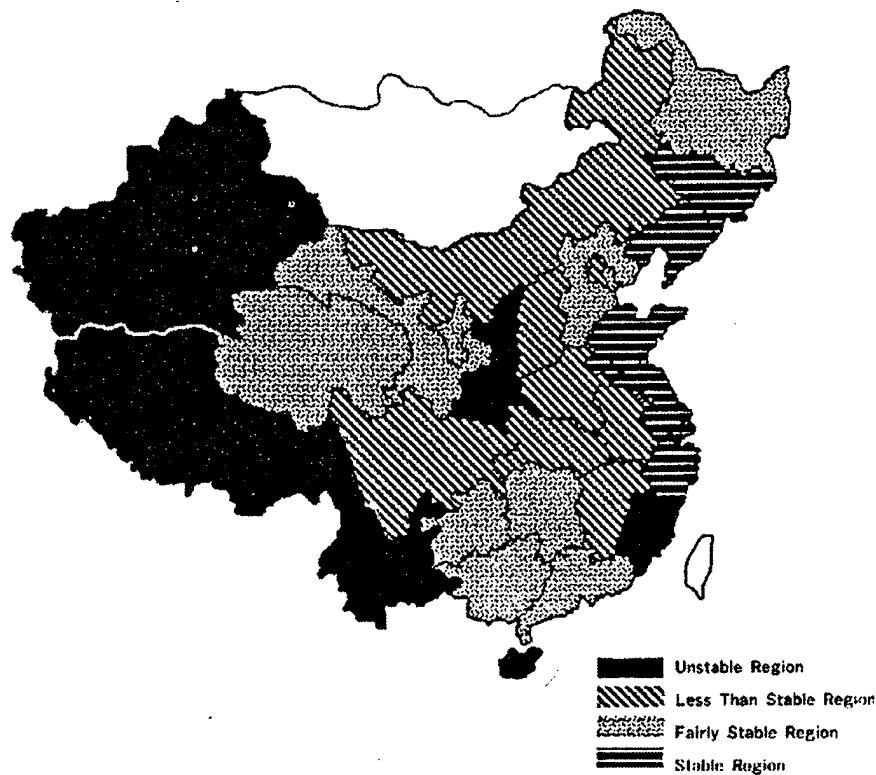 Unstable Region
Less Than Stable Region
Fairly Stable Region
Stable Region